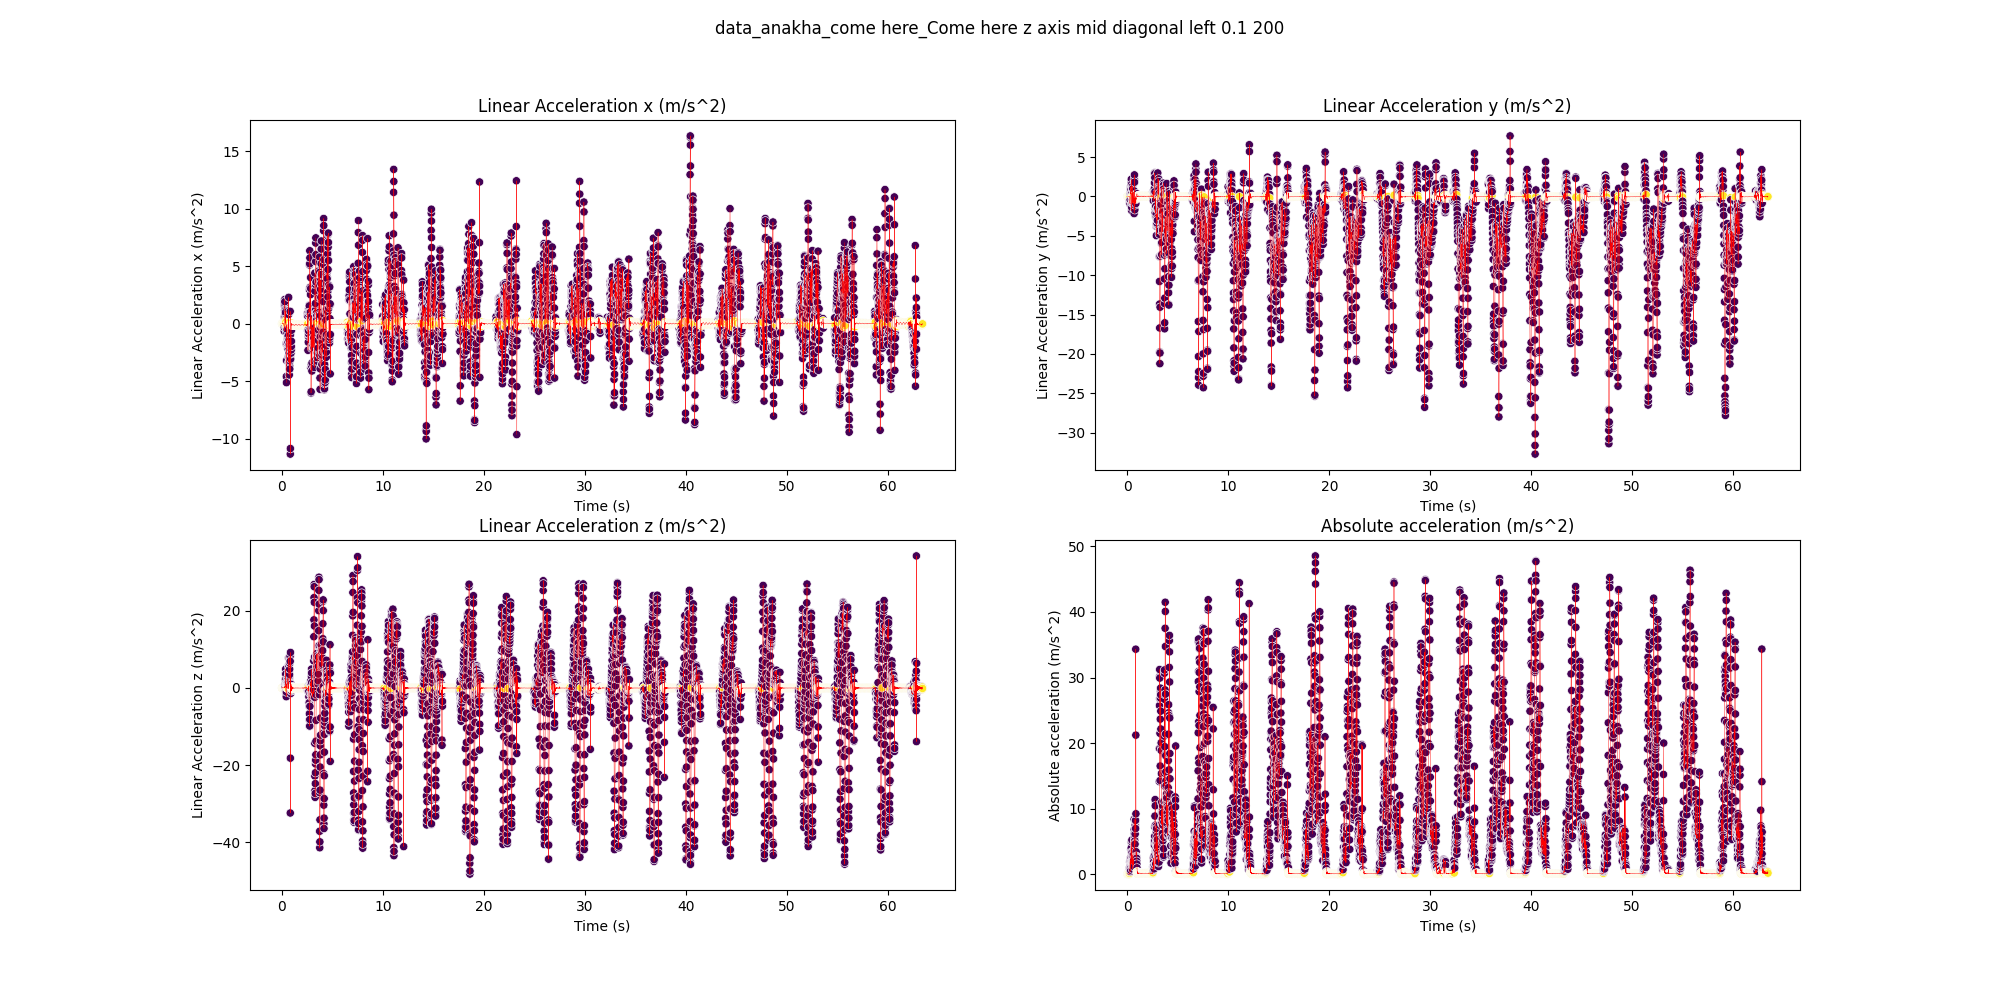 data_anakha_come here_Come here z axis mid diagonal left 0.1 200
Linear Acceleration x (m/s^2)
Linear Acceleration x (m/s^2)
15
10
5
0
−5
−10
0 10 20 30 40 50 60
Time (s)
Linear Acceleration y (m/s^2)
Linear Acceleration y (m/s^2)
5
0
−5
−10
−15
−20
−25
−30
0 10 20 30 40 50 60
Time (s)
Linear Acceleration z (m/s^2)
Linear Acceleration z (m/s^2)
20
0
−20
−40
0 10 20 30 40 50 60
Time (s)
Absolute acceleration (m/s^2)
Absolute acceleration (m/s^2)
50
40
30
20
10
0
0 10 20 30 40 50 60
Time (s)